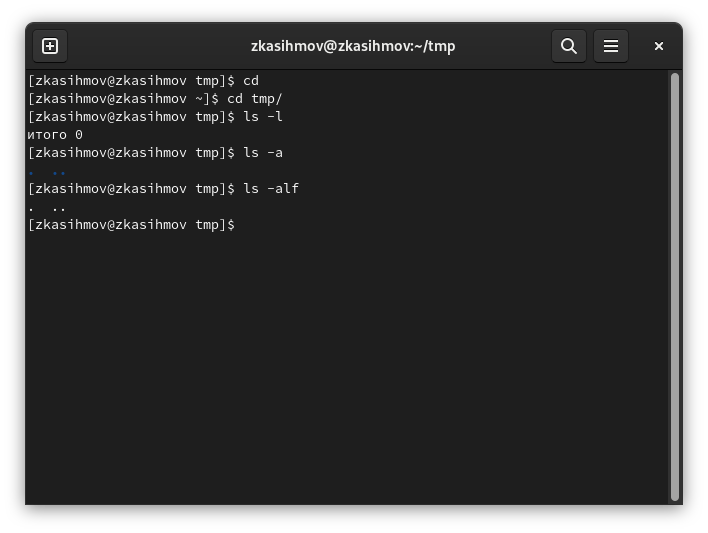 zkasihmov@zkasihmov:~/tmp
[zkasihmov@zkasihmov tmp]$ cd
[zkasihmov@zkasihmov ~]$ cd tmp/
[zkasihmov@zkasihmov tmp]$ ls -l
итого 0
[zkasihmov@zkasihmov tmp]$ ls -a
.  ..
[zkasihmov@zkasihmov tmp]$ ls -alf
.  ..
[zkasihmov@zkasihmov tmp]$